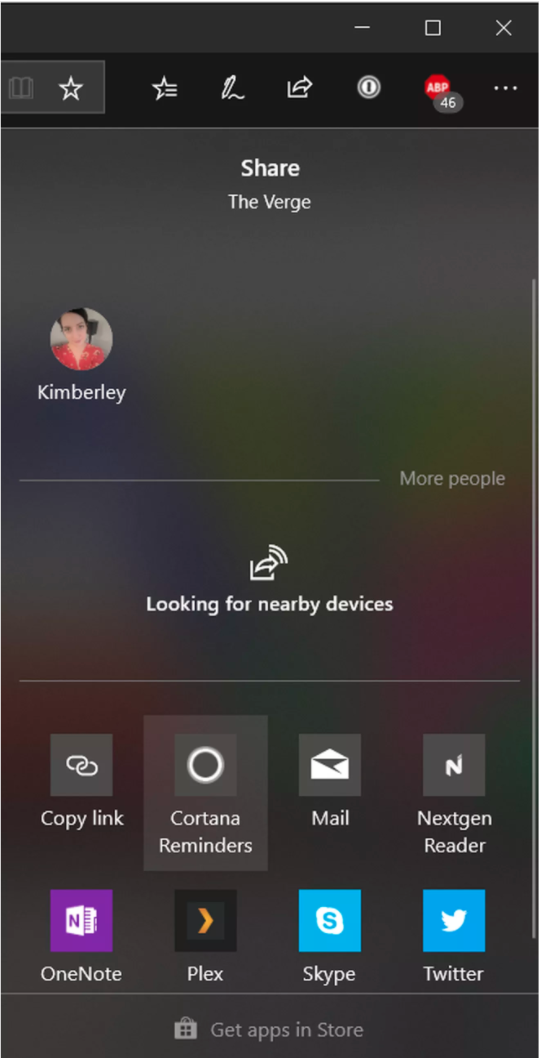 ABP
46
Share
The Verge
Kimberley
More people
Looking for nearby devices
Copy link
Cortana
Reminders
Mail
Nextgen
Reader
OneNote
Plex
Skype
Twitter
Get apps in Store